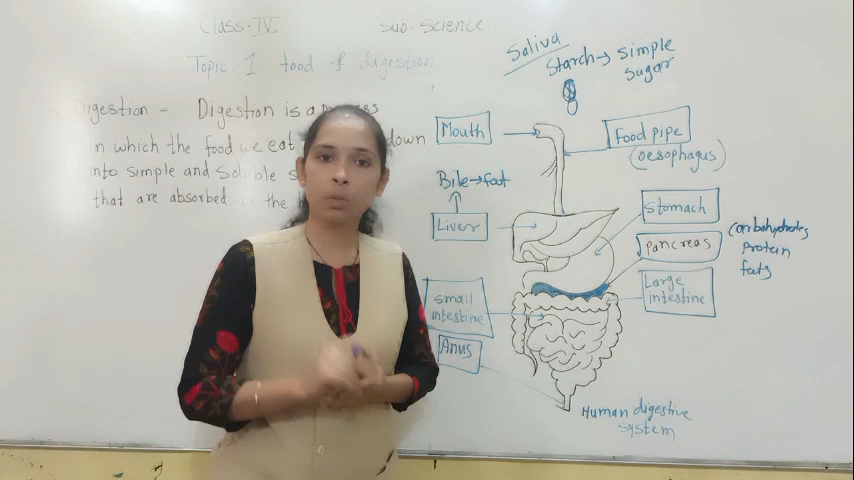 Class-IV
Sub: Science
Topic 1 food & digestion
Digestion - Digestion is a process
in which the food we eat down
into simple and soluble
that are absorbed the
Saliva
Starch→ simple
sugar
Mouth
Food pipe
(oesophagus)
Bile→fat
Liver
Stomach
Pancreas
carbohydrates
protein
fats
Large
intestine
small
intestine
Anus
Human digestive
system